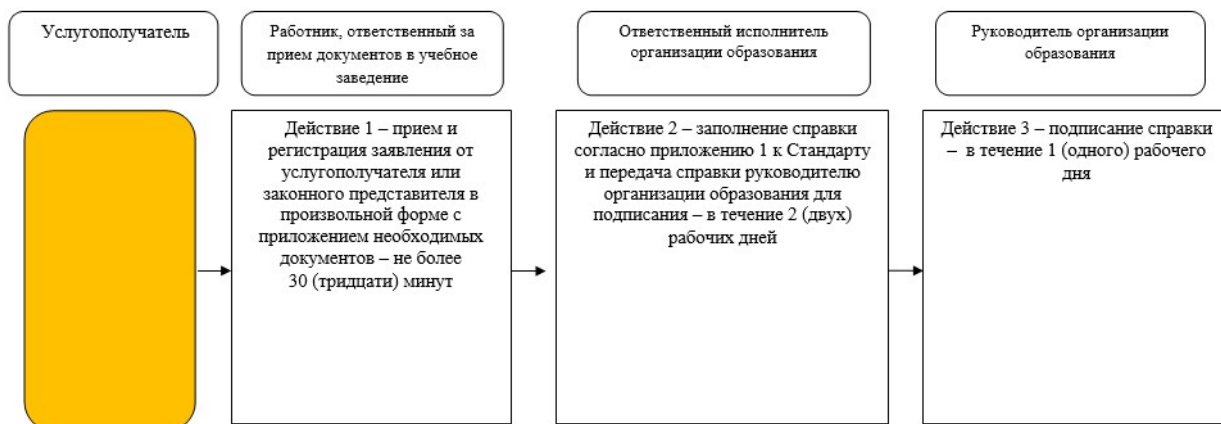 Услугополучатель
Работник, ответственный за
прием документов в учебное
заведение
Ответственный исполнитель
организации образования
Руководитель организации
образования
Действие 1 – прием и
регистрация заявления от
услугополучателя или
законного представителя в
произвольной форме с
приложением необходимых
документов – не более
30 (тридцати) минут
Действие 2 – заполнение справки
согласно приложению 1 к Стандарту
и передача справки руководителю
организации образования для
подписания – в течение 2 (двух)
рабочих дней
Действие 3 – подписание справки
– в течение 1 (одного) рабочего
дня